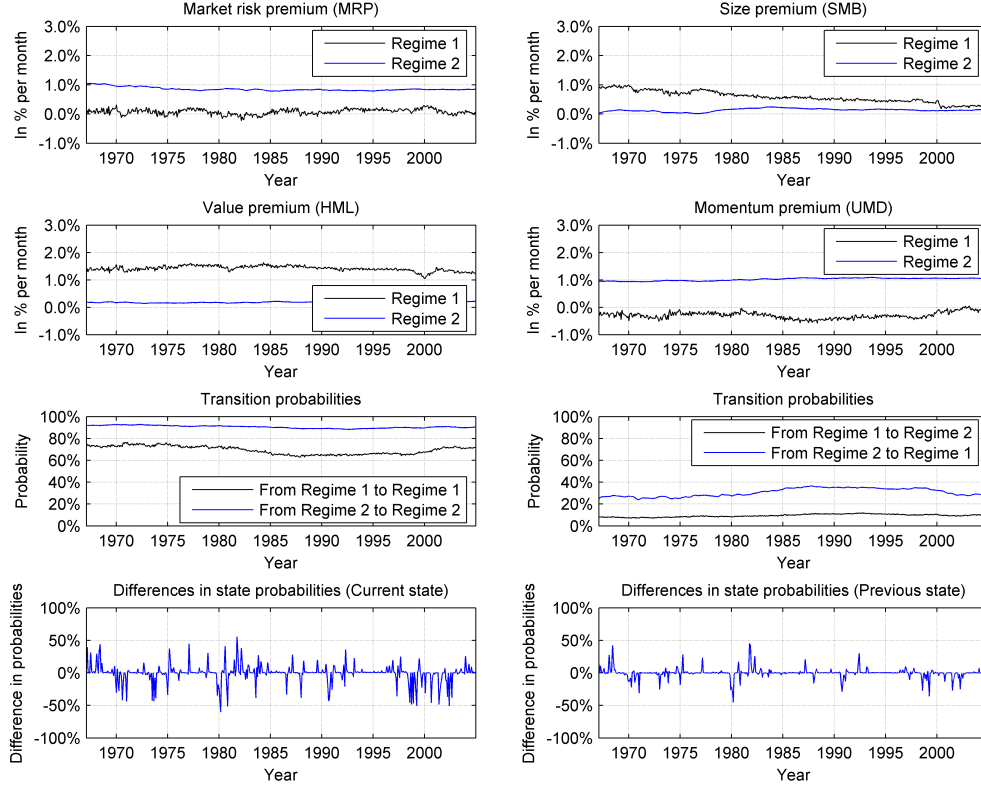 Market risk premium (MRP)
3.0%
2.0%
1.0%
0.0%
-1.0%
In % per month
Regime 1
Regime 2
1970 1975 1980 1985 1990 1995 2000
Year
Size premium (SMB)
3.0%
2.0%
1.0%
0.0%
-1.0%
In % per month
Regime 1
Regime 2
1970 1975 1980 1985 1990 1995 2000
Year
Value premium (HML)
3.0%
2.0%
1.0%
0.0%
-1.0%
In % per month
Regime 1
Regime 2
1970 1975 1980 1985 1990 1995 2000
Year
Momentum premium (UMD)
3.0%
2.0%
1.0%
0.0%
-1.0%
In % per month
Regime 1
Regime 2
1970 1975 1980 1985 1990 1995 2000
Year
Transition probabilities
100%
80%
60%
40%
20%
0%
Probability
From Regime 1 to Regime 1
From Regime 2 to Regime 2
1970 1975 1980 1985 1990 1995 2000
Year
Transition probabilities
100%
80%
60%
40%
20%
0%
Probability
From Regime 1 to Regime 2
From Regime 2 to Regime 1
1970 1975 1980 1985 1990 1995 2000
Year
Differences in state probabilities (Current state)
100%
50%
0%
-50%
-100%
Difference in probabilities
1970 1975 1980 1985 1990 1995 2000
Year
Differences in state probabilities (Previous state)
100%
50%
0%
-50%
-100%
Difference in probabilities
1970 1975 1980 1985 1990 1995 2000
Year